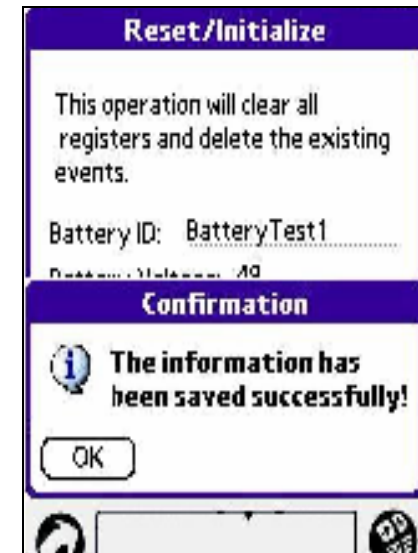 Reset/Initialize
This operation will clear all
registers and delete the existing
events.
Battery ID: BatteryTest1
48
Confirmation
The information has
been saved successfully!
OK